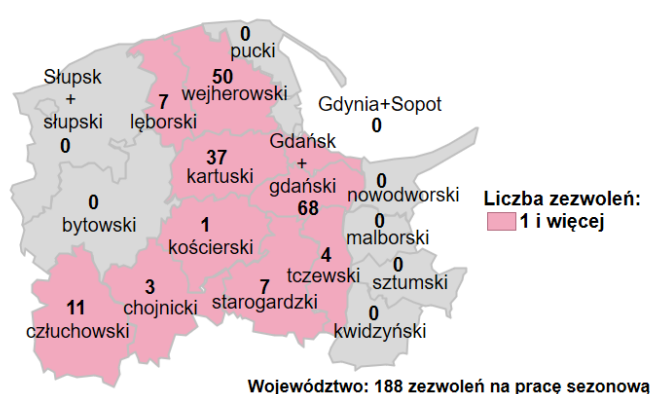 0
pucki
Słupsk
+
słupski
0
7
lęborski
50
wejherowski
Gdynia+Sopot
0
Gdańsk
+
gdański
68
37
kartuski
0
nowodworski
0
bytowski
Liczba zezwoleń:
1 i więcej
1
kościerski
0
malborski
4
tczewski
0
sztumski
3
chojnicki
7
starogardzki
11
człuchowski
0
kwidzyński
Województwo: 188 zezwoleń na pracę sezonową